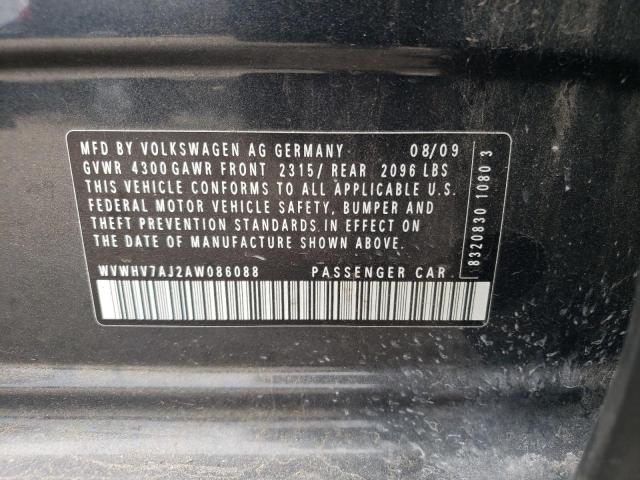 MFD BY VOLKSWAGEN AG GERMANY 08/09
GVWR 4300 GAWR FRONT 2315/ REAR 2096 LBS
THIS VEHICLE CONFORMS TO ALL APPLICABLE U.S.
FEDERAL MOTOR VEHICLE SAFETY, BUMPER AND
THEFT PREVENTION STANDARDS IN EFFECT ON
THE DATE OF MANUFACTURE SHOWN ABOVE.
WVWHV7AJ2AW086088 PASSENGER CAR
8320830 1080 3